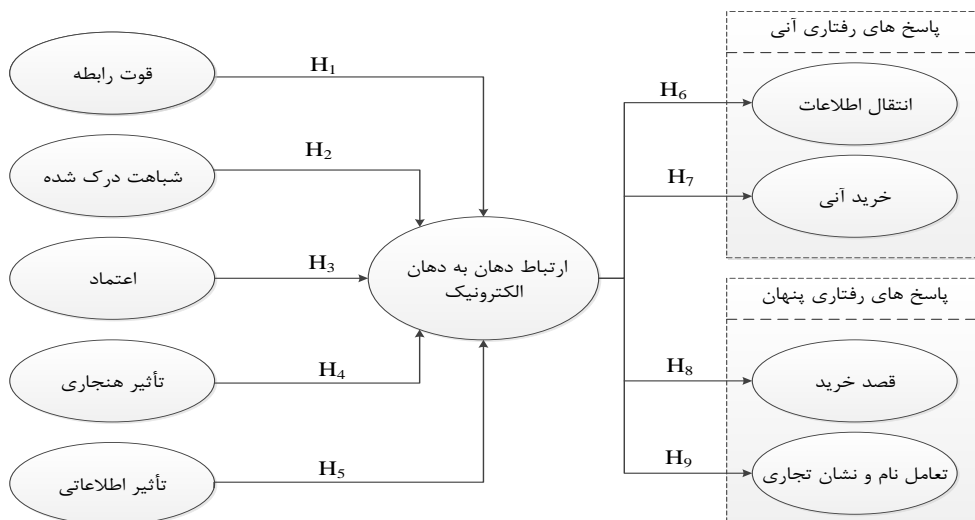 پاسخ های رفتاری آنی
قوت رابطه
H1
H6
انتقال اطلاعات
شباهت درک شده
H2
H7
خرید آنی
اعتماد
H3
ارتباط دهان به دهان
الکترونیک
پاسخ های رفتاری پنهان
تأثیر هنجاری
H4
H8
قصد خرید
تأثیر اطلاعاتی
H5
H9
تعامل نام و نشان تجاری